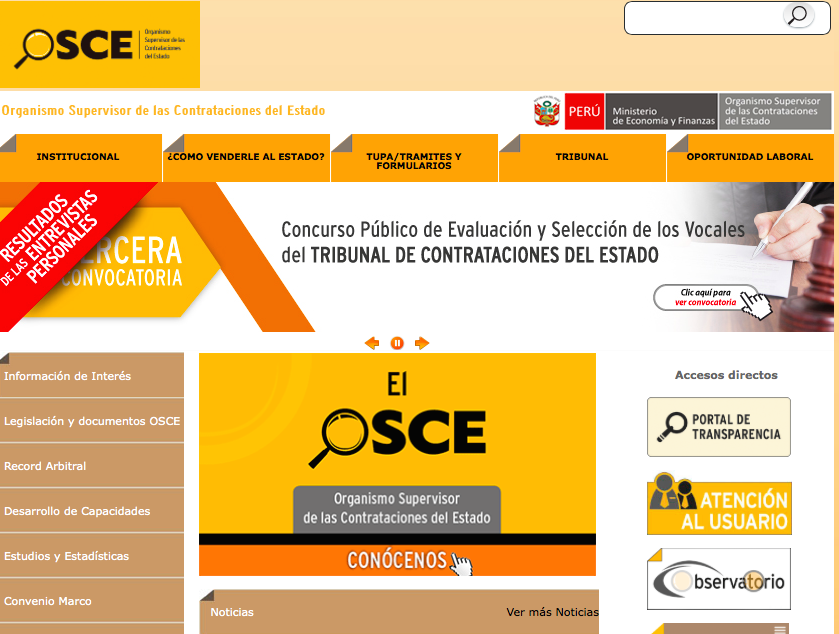 OSCE
Organismo
Supervisor de las
Contrataciones
del Estado
Organismo Supervisor de las Contrataciones del Estado
PERÚ
Ministerio
de Economía y Finanzas
Organismo Supervisor
de las Contrataciones
del Estado
INSTITUCIONAL
¿COMO VENDERLE AL ESTADO?
TUPA/TRAMITES Y
FORMULARIOS
TRIBUNAL
OPORTUNIDAD LABORAL
RESULTADOS
DE LAS ENTREVISTAS
PERSONALES
ERCERA
CONVOCATORIA
Concurso Público de Evaluación y Selección de los Vocales
del TRIBUNAL DE CONTRATACIONES DEL ESTADO
Clic aquí para
ver convocatoria
Información de Interés
Legislación y documentos OSCE
Record Arbitral
Desarrollo de Capacidades
Estudios y Estadísticas
Convenio Marco
El
OSCE
Organismo Supervisor
de las Contrataciones del Estado
CONÓCENOS
Noticias
Ver más Noticias
Accesos directos
PORTAL DE
TRANSPARENCIA
ATENCIÓN
AL USUARIO
Observatorio